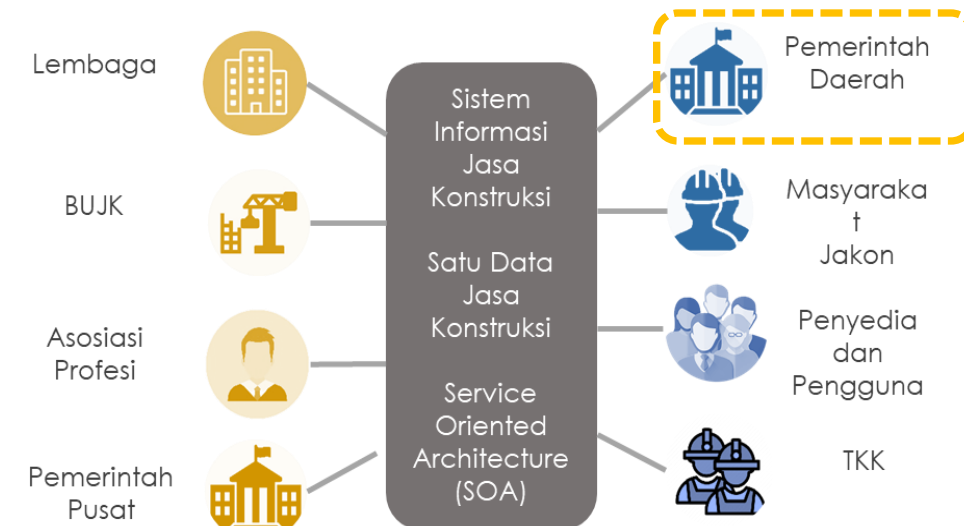 Lembaga
BUJK
Asosiasi
Profesi
Pemerintah
Pusat
Sistem
Informasi
Jasa
Konstruksi
Satu Data
Jasa
Konstruksi
Service
Oriented
Architecture
(SOA)
Pemerintah
Daerah
Masyaraka
t
Jakon
Penyedia
dan
Pengguna
TKK